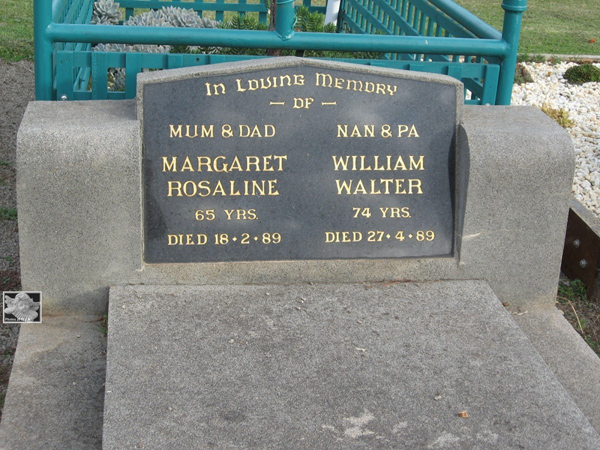 In Loving Memory
— OF —
MUM & DAD NAN & PA
MARGARET WILLIAM
ROSALINE WALTER
65 YRS. 74 YRS.
DIED 18·2·89 DIED 27·4·89